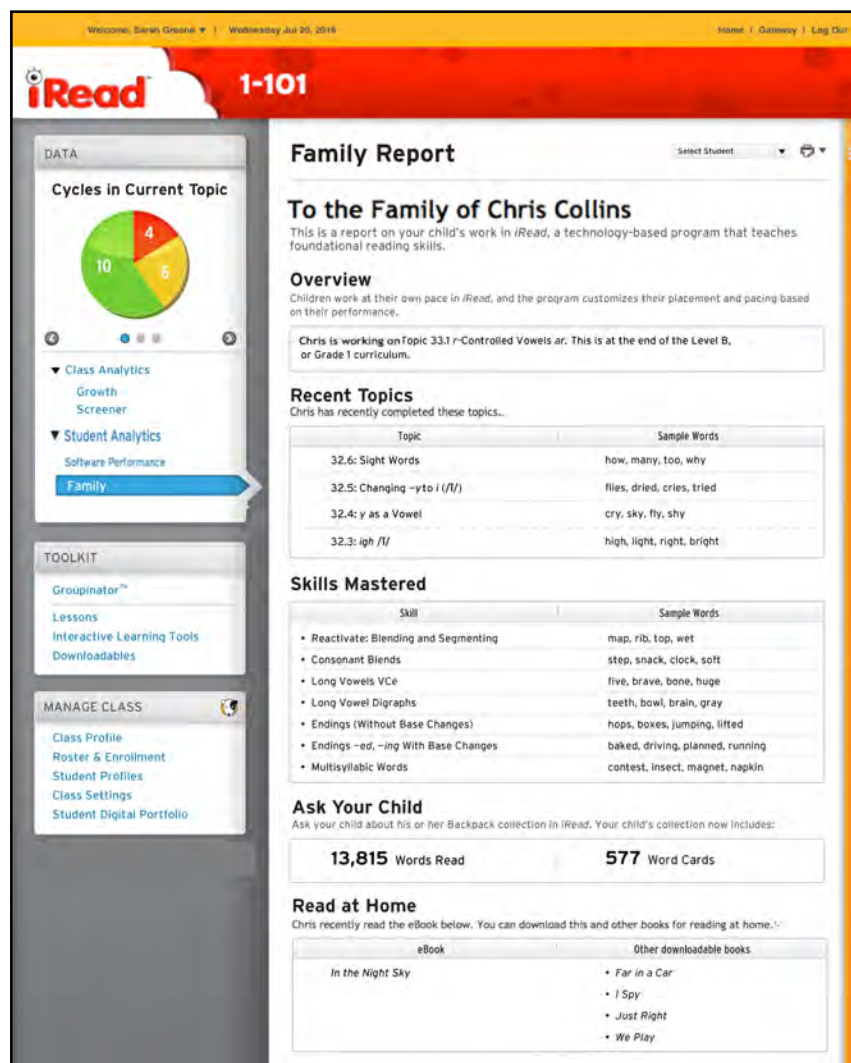 Welcome, Sarah Greene ▼ | Wednesday Jul 20, 2016
Home | Gateway | Log Out
iRead™
1-101
DATA
Cycles in Current Topic
4
10
6
▼ Class Analytics
Growth
Screener
▼ Student Analytics
Software Performance
Family
TOOLKIT
Groupinator™
Lessons
Interactive Learning Tools
Downloadables
MANAGE CLASS
Class Profile
Roster & Enrollment
Student Profiles
Class Settings
Student Digital Portfolio
Family Report
Select Student
To the Family of Chris Collins
This is a report on your child's work in iRead, a technology-based program that teaches
foundational reading skills.
Overview
Children work at their own pace in iRead, and the program customizes their placement and pacing based
on their performance.
Chris is working on Topic 33.1 r-Controlled Vowels ar. This is at the end of the Level B,
or Grade 1 curriculum.
Recent Topics
Chris has recently completed these topics..
Topic Sample Words
32.6: Sight Words how, many, too, why
32.5: Changing –y to i (/ī/) flies, dried, cries, tried
32.4: y as a Vowel cry, sky, fly, shy
32.3: igh /ī/ high, light, right, bright
Skills Mastered
Skill Sample Words
• Reactivate: Blending and Segmenting map, rib, top, wet
• Consonant Blends step, snack, clock, soft
• Long Vowels VCe five, brave, bone, huge
• Long Vowel Digraphs teeth, bowl, brain, gray
• Endings (Without Base Changes) hops, boxes, jumping, lifted
• Endings –ed, –ing With Base Changes baked, driving, planned, running
• Multisyllabic Words contest, insect, magnet, napkin
Ask Your Child
Ask your child about his or her Backpack collection in iRead. Your child's collection now includes:
13,815 Words Read 577 Word Cards
Read at Home
Chris recently read the eBook below. You can download this and other books for reading at home.
eBook Other downloadable books
In the Night Sky • Far in a Car
• I Spy
• Just Right
• We Play